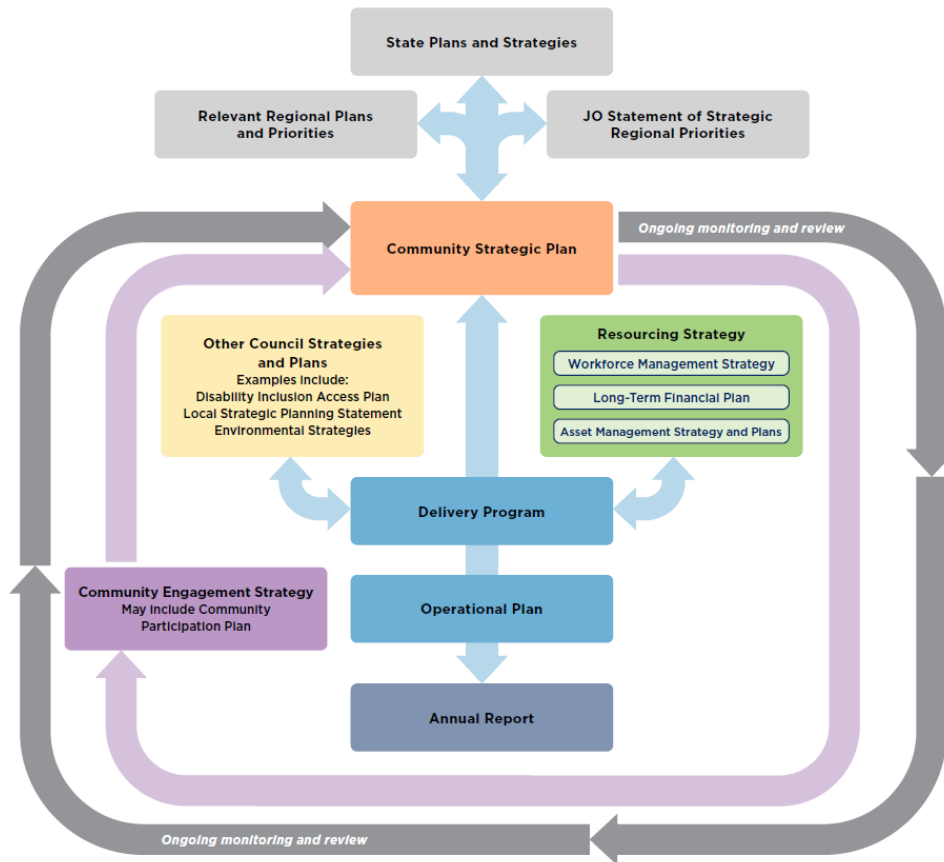 State Plans and Strategies
Relevant Regional Plans
and Priorities
JO Statement of Strategic
Regional Priorities
Ongoing monitoring and review
Community Strategic Plan
Other Council Strategies
and Plans
Examples include:
Disability Inclusion Access Plan
Local Strategic Planning Statement
Environmental Strategies
Resourcing Strategy
Workforce Management Strategy
Long-Term Financial Plan
Asset Management Strategy and Plans
Delivery Program
Community Engagement Strategy
May Include Community
Participation Plan
Operational Plan
Annual Report
Ongoing monitoring and review